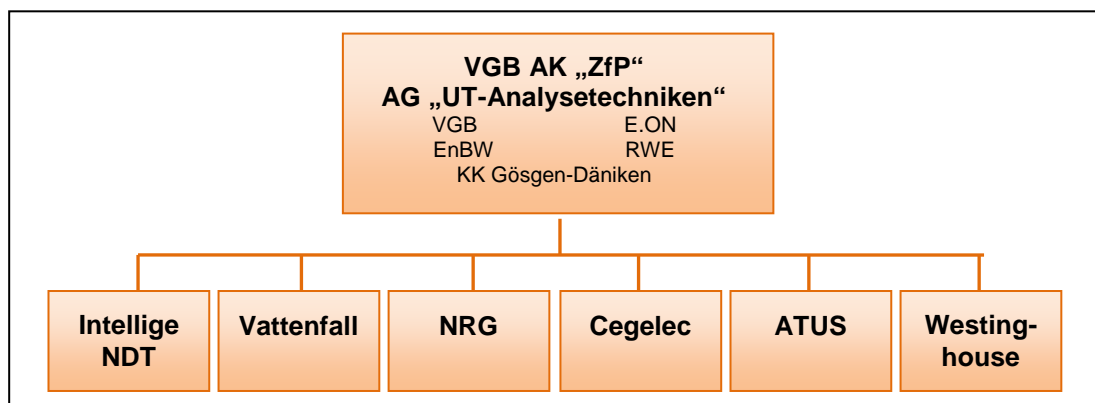 VGB AK „ZfP“
AG „UT-Analysetechniken“
VGB E.ON
EnBW RWE
KK Gösgen-Däniken
Intellige
NDT
Vattenfall
NRG
Cegelec
ATUS
Westing-
house